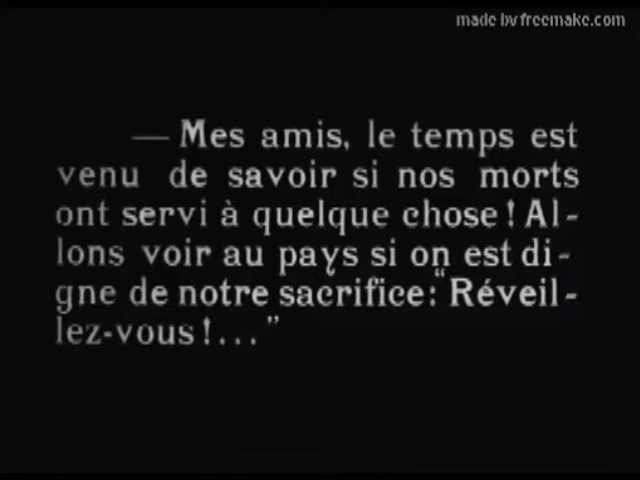 made by freemake.com
— Mes amis, le temps est
venu de savoir si nos morts
ont servi à quelque chose! Al-
lons voir au pays si on est di-
gne de notre sacrifice: "Réveil-
lez-vous!..."